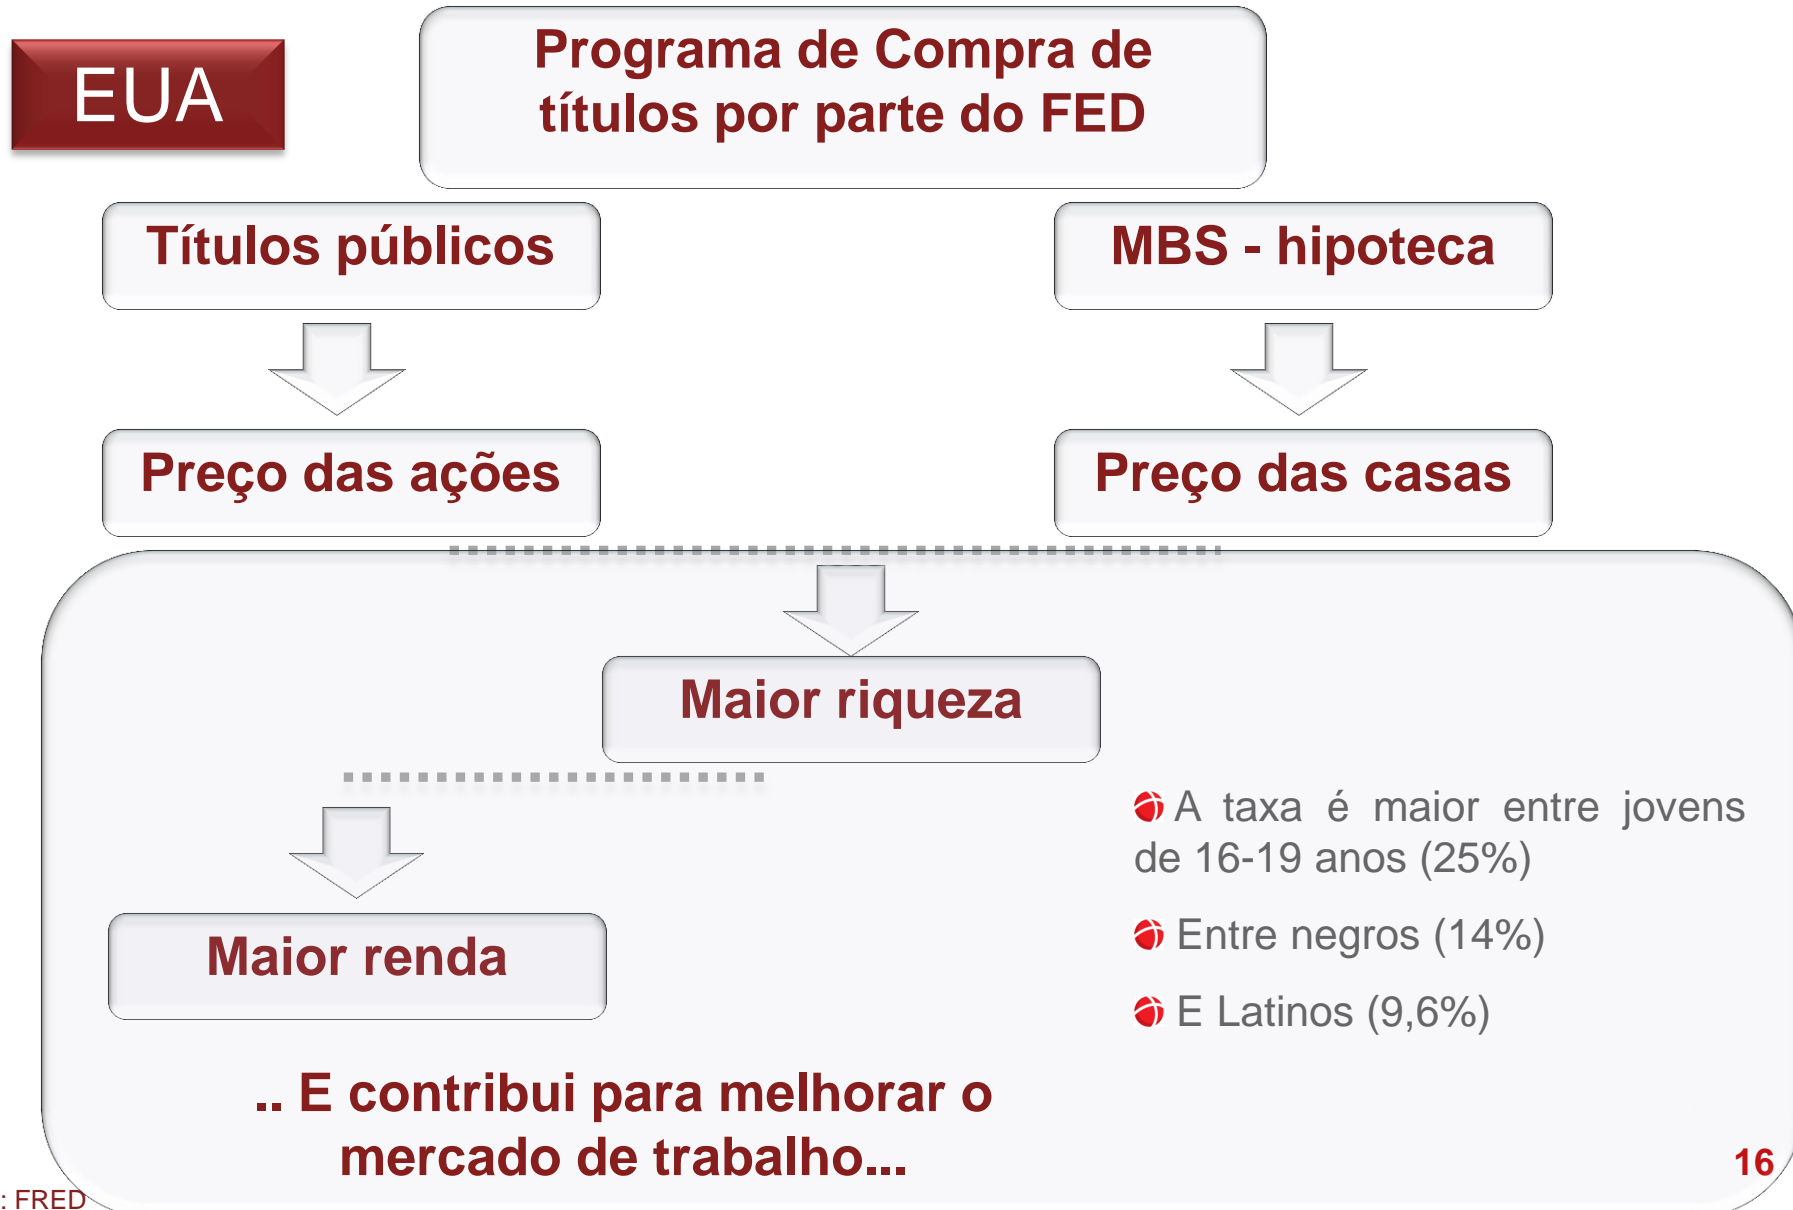 EUA
Programa de Compra de
títulos por parte do FED
Títulos públicos
MBS - hipoteca
Preço das ações
Preço das casas
Maior riqueza
A taxa é maior entre jovens
de 16-19 anos (25%)
Entre negros (14%)
E Latinos (9,6%)
Maior renda
.. E contribui para melhorar o
mercado de trabalho...
16
: FRED